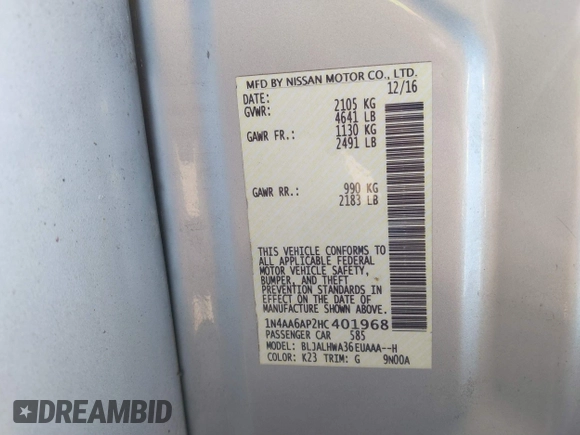 MFD BY NISSAN MOTOR CO., LTD.
DATE: 12/16
GVWR: 2105 KG
4641 LB
GAWR FR.: 1130 KG
2491 LB
GAWR RR.: 990 KG
2183 LB
THIS VEHICLE CONFORMS TO
ALL APPLICABLE FEDERAL
MOTOR VEHICLE SAFETY,
BUMPER, AND THEFT
PREVENTION STANDARDS IN
EFFECT ON THE DATE OF
MANUFACTURE SHOWN ABOVE.
1N4AA6AP2HC401968
PASSENGER CAR 585
MODEL: BLJALHWA36EUAAA--H
COLOR: K23 TRIM: G 9N00A
DREAMBID